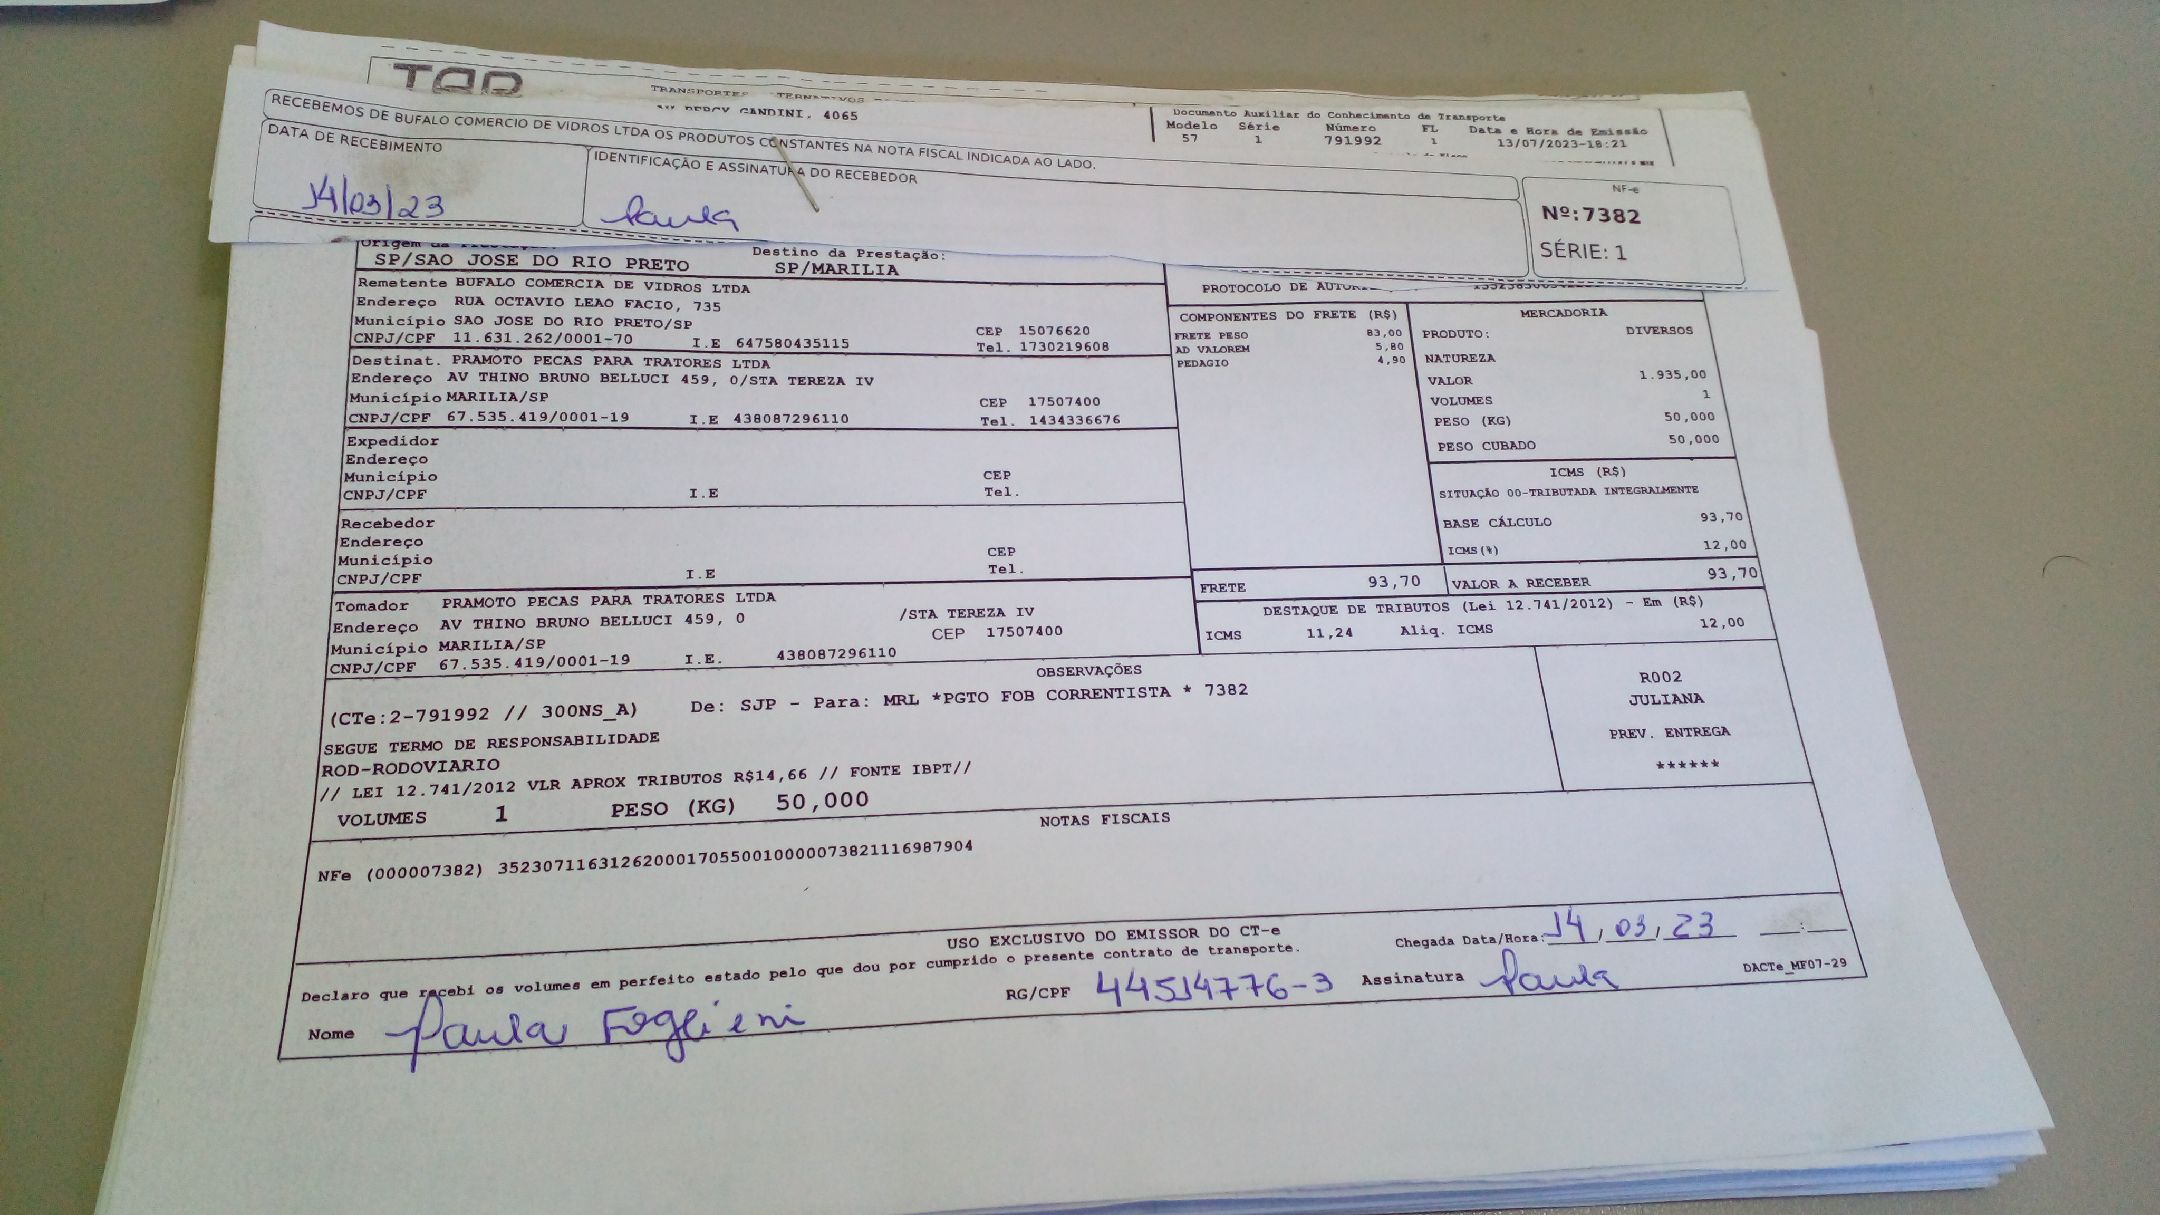 TRANSPORTES
4065
Documento Auxiliar do Conhecimento de Transporte
Modelo Série Número FL Data e Hora de Emissão
57 1 791992 1 13/07/2023-18:21
RECEBEMOS DE BUFALO COMERCIO DE VIDROS LTDA OS PRODUTOS CONSTANTES NA NOTA FISCAL INDICADA AO LADO.
DATA DE RECEBIMENTO
14/03/23
IDENTIFICAÇÃO E ASSINATURA DO RECEBEDOR
Paula
NF-e
Nº:7382
SÉRIE: 1
Destino da Prestação:
SP/SAO JOSE DO RIO PRETO SP/MARILIA
Remetente BUFALO COMERCIA DE VIDROS LTDA
Endereço RUA OCTAVIO LEAO FACIO, 735
Município SAO JOSE DO RIO PRETO/SP CEP 15076620
CNPJ/CPF 11.631.262/0001-70 I.E 647580435115 Tel. 1730219608
Destinat. PRAMOTO PECAS PARA TRATORES LTDA
Endereço AV THINO BRUNO BELLUCI 459, 0/STA TEREZA IV
Município MARILIA/SP CEP 17507400
CNPJ/CPF 67.535.419/0001-19 I.E 438087296110 Tel. 1434336676
Expedidor
Endereço
Município CEP
CNPJ/CPF I.E Tel.
Recebedor
Endereço
Município CEP
CNPJ/CPF I.E Tel.
Tomador PRAMOTO PECAS PARA TRATORES LTDA
Endereço AV THINO BRUNO BELLUCI 459, 0 /STA TEREZA IV
Município MARILIA/SP CEP 17507400
CNPJ/CPF 67.535.419/0001-19 I.E. 438087296110
PROTOCOLO DE
COMPONENTES DO FRETE (R$)
FRETE PESO 83,00
AD VALOREM 5,80
PEDAGIO 4,90
MERCADORIA
PRODUTO: DIVERSOS
NATUREZA
VALOR 1.935,00
VOLUMES 1
PESO (KG) 50,000
PESO CUBADO 50,000
ICMS (R$)
SITUAÇÃO 00-TRIBUTADA INTEGRALMENTE
BASE CÁLCULO 93,70
ICMS(%) 12,00
FRETE 93,70 VALOR A RECEBER 93,70
DESTAQUE DE TRIBUTOS (Lei 12.741/2012) - Em (R$)
ICMS 11,24 Aliq. ICMS 12,00
OBSERVAÇÕES
(CTe:2-791992 // 300NS_A) De: SJP - Para: MRL *PGTO FOB CORRENTISTA * 7382
SEGUE TERMO DE RESPONSABILIDADE
ROD-RODOVIARIO
// LEI 12.741/2012 VLR APROX TRIBUTOS R$14,66 // FONTE IBPT//
VOLUMES 1 PESO (KG) 50,000
R002
JULIANA
PREV. ENTREGA
******
NOTAS FISCAIS
NFe (000007382) 35230711631262000170550010000073821116987904
USO EXCLUSIVO DO EMISSOR DO CT-e
Declaro que recebi os volumes em perfeito estado pelo que dou por cumprido o presente contrato de transporte.
Chegada Data/Hora: 14/03/23 :
Nome Paula Foglieni RG/CPF 44514776-3 Assinatura Paula
DACTe_MF07-29